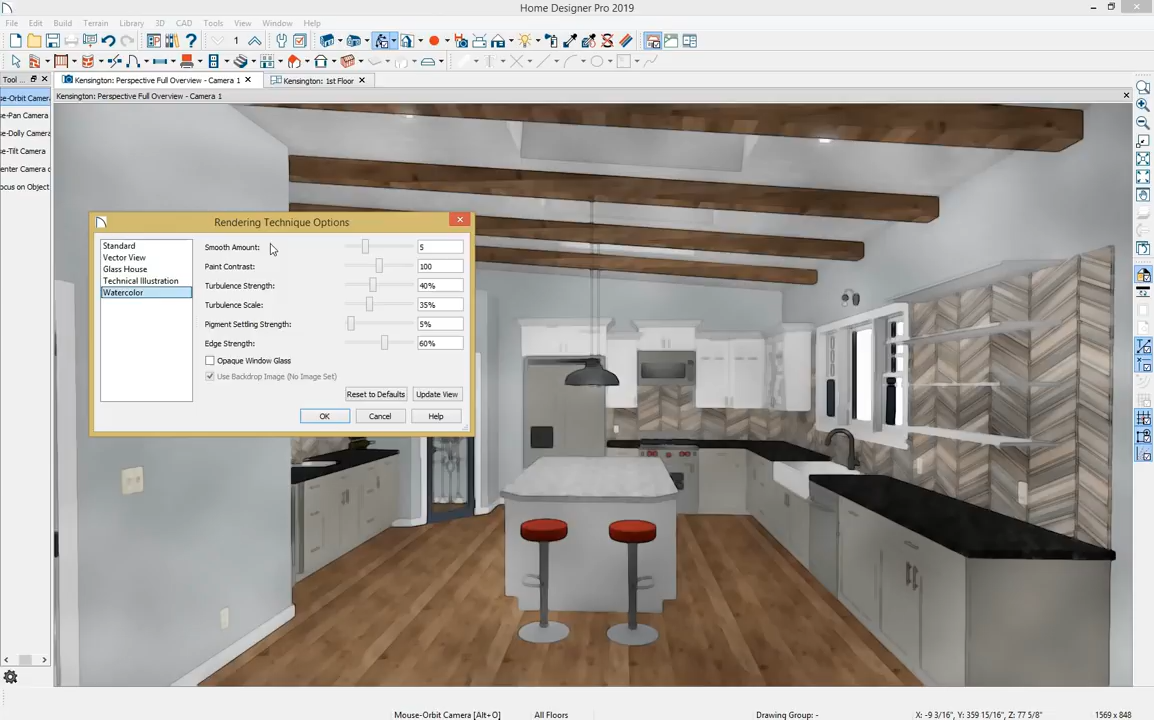 Home Designer Pro 2019
File Edit Build Terrain Library 3D CAD Tools View Window Help
1
Tool ...
Kensington: Perspective Full Overview - Camera 1
Kensington: 1st Floor
Kensington: Perspective Full Overview - Camera 1
se-Orbit Camera
se-Pan Camera
se-Dolly Camera
se-Tilt Camera
enter Camera o
ocus on Object
Rendering Technique Options
Standard
Vector View
Glass House
Technical Illustration
Watercolor
Smooth Amount: 5
Paint Contrast: 100
Turbulence Strength: 40%
Turbulence Scale: 35%
Pigment Settling Strength: 5%
Edge Strength: 60%
Opaque Window Glass
Use Backdrop Image (No Image Set)
Reset to Defaults Update View
OK Cancel Help
Mouse-Orbit Camera [Alt+O] All Floors Drawing Group: - X: -9 3/16", Y: 359 15/16", Z: 77 5/8" 1569 x 848